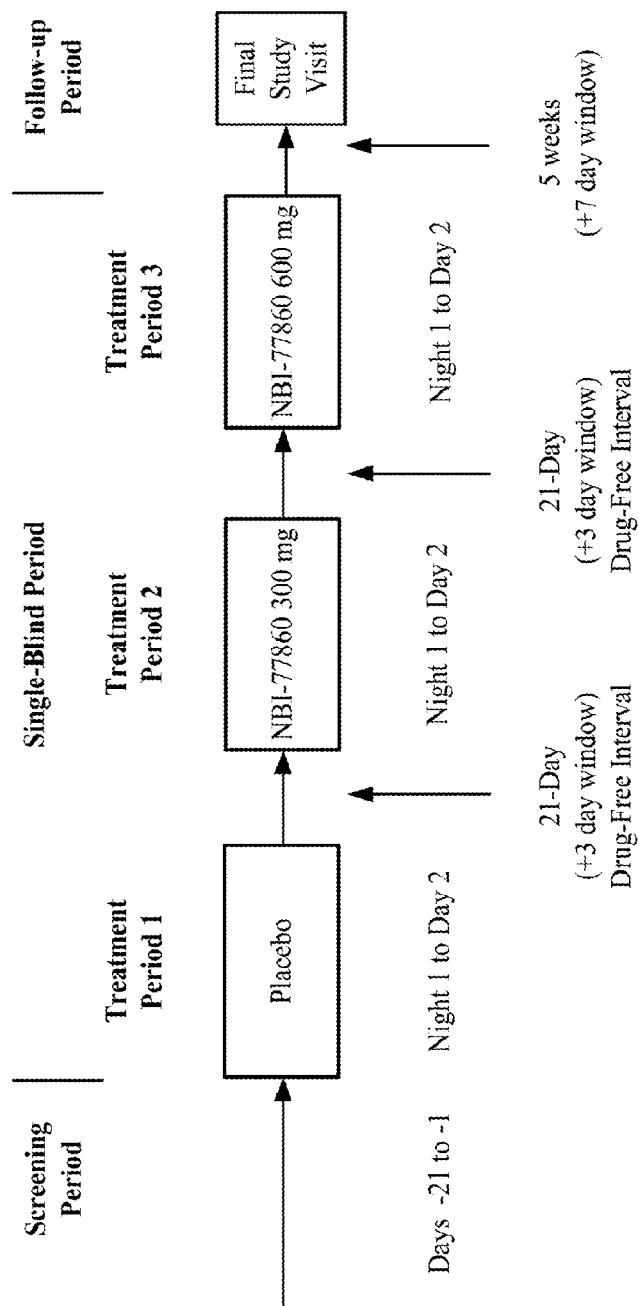 Screening
Period
Single-Blind Period
Follow-up
Period
Treatment
Period 1
Treatment
Period 2
Treatment
Period 3
Placebo
NBI-77860 300 mg
NBI-77860 600 mg
Final
Study
Visit
Days -21 to -1
Night 1 to Day 2
Night 1 to Day 2
Night 1 to Day 2
21-Day
(+3 day window)
Drug-Free Interval
21-Day
(+3 day window)
Drug-Free Interval
5 weeks
(+7 day window)